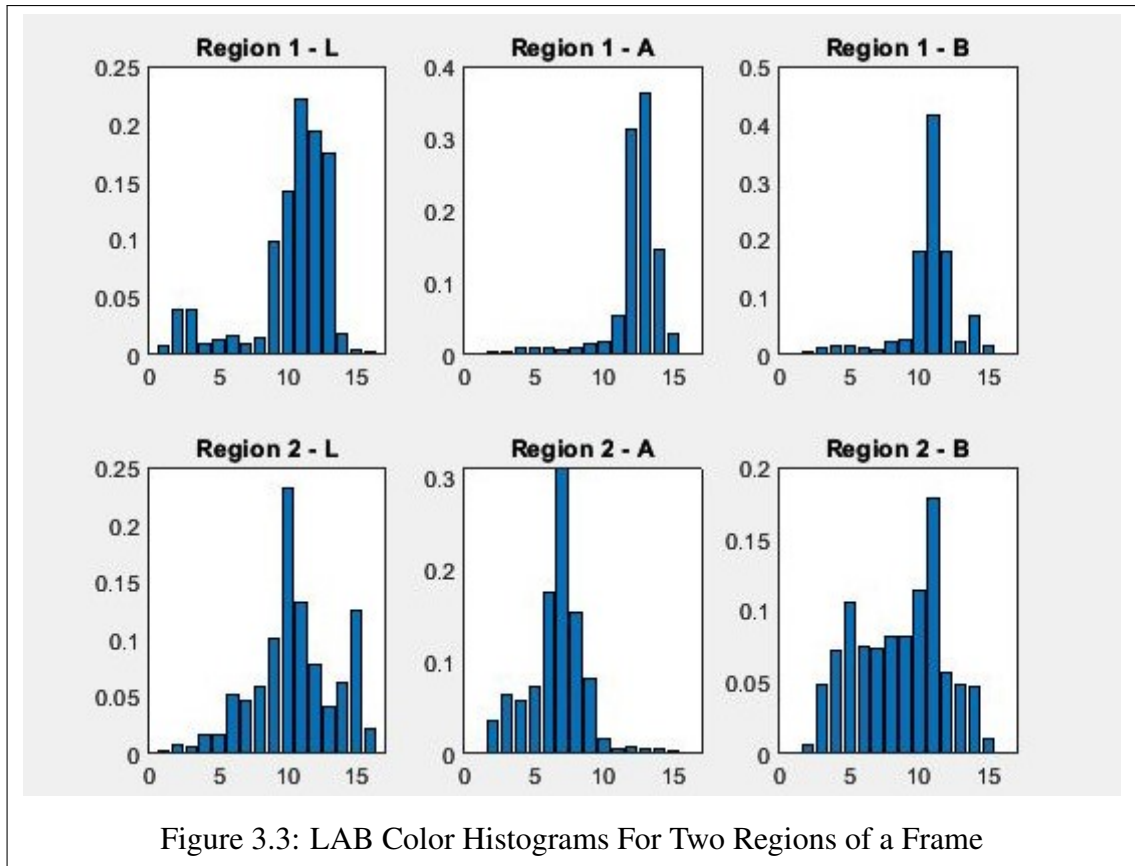 Region 1 - L
0.25
0.2
0.15
0.1
0.05
0
0 5 10 15
Region 1 - A
0.4
0.3
0.2
0.1
0
0 5 10 15
Region 1 - B
0.5
0.4
0.3
0.2
0.1
0
0 5 10 15
Region 2 - L
0.25
0.2
0.15
0.1
0.05
0
0 5 10 15
Region 2 - A
0.3
0.2
0.1
0
0 5 10 15
Region 2 - B
0.2
0.15
0.1
0.05
0
0 5 10 15
Figure 3.3: LAB Color Histograms For Two Regions of a Frame